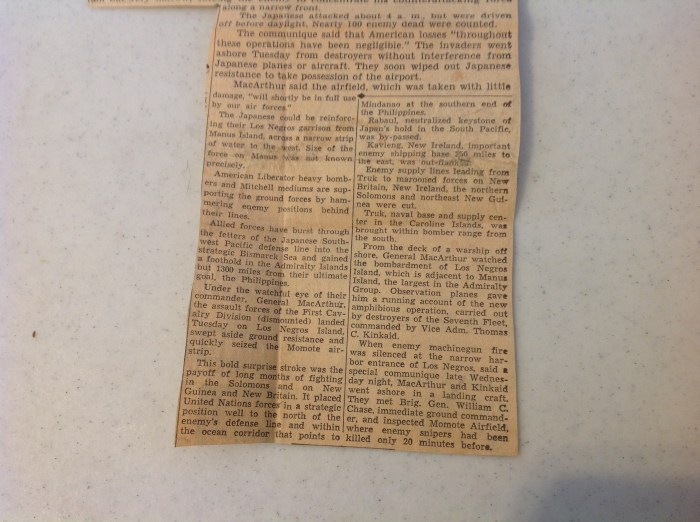 to concentrate his counterattacking force
along a narrow front.
The Japanese attacked about 4 a. m., but were driven
off before daylight. Nearly 100 enemy dead were counted.
The communique said that American losses "throughout
these operations have been negligible." The invaders went
ashore Tuesday from destroyers without interference from
Japanese planes or aircraft. They soon wiped out Japanese
resistance to take possession of the airport.
MacArthur said the airfield, which was taken with little
damage, "will shortly be in full use
by our air forces."
The Japanese could be reinforc-
ing their Los Negros garrison from
Manus Island, across a narrow strip
of water to the west. Size of the
force on Manus was not known
precisely.
American Liberator heavy bomb-
ers and Mitchell mediums are sup-
porting the ground forces by ham-
mering enemy positions behind
their lines.
Allied forces have burst through
the fetters of the Japanese South-
west Pacific defense line into the
strategic Bismarck Sea and gained
a foothold in the Admiralty Islands
but 1300 miles from their ultimate
goal, the Philippines.
Under the watchful eye of their
commander, General MacArthur,
the assault forces of the First Cav-
alry Division (dismounted) landed
Tuesday on Los Negros Island,
swept aside ground resistance and
quickly seized the Momote air-
strip.
This bold surprise stroke was the
payoff of long months of fighting
in the Solomons and on New
Guinea and New Britain. It placed
United Nations forces in a strategic
position well to the north of the
enemy's defense line and within
the ocean corridor that points to
Mindanao at the southern end of
the Philippines.
Rabaul, neutralized keystone of
Japan's hold in the South Pacific,
was by-passed.
Kavieng, New Ireland, important
enemy shipping base 250 miles to
the east, was out-flanked.
Enemy supply lines leading from
Truk to marooned forces on New
Britain, New Ireland, the northern
Solomons and northeast New Gui-
nea were cut.
Truk, naval base and supply cen-
ter in the Caroline Islands, was
brought within bomber range from
the south.
From the deck of a warship off
shore, General MacArthur watched
the bombardment of Los Negros
Island, which is adjacent to Manus
Island, the largest in the Admiralty
Group. Observation planes gave
him a running account of the new
amphibious operation, carried out
by destroyers of the Seventh Fleet,
commanded by Vice Adm. Thomas
C. Kinkaid.
When enemy machinegun fire
was silenced at the narrow har-
bor entrance of Los Negros, said a
special communique late Wednes-
day night, MacArthur and Kinkaid
went ashore in a landing craft.
They met Brig. Gen. William C.
Chase, immediate ground command-
er, and inspected Momote Airfield,
where enemy snipers had been
killed only 20 minutes before.